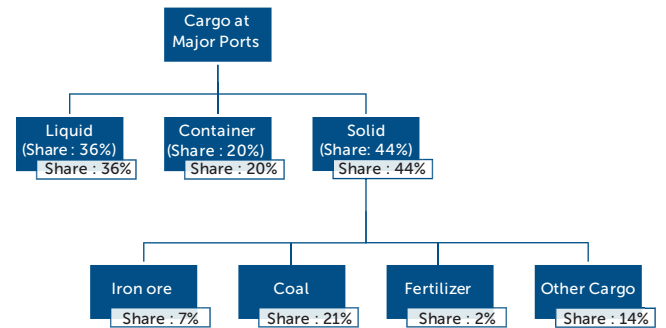 Cargo at
Major Ports
Liquid
(Share : 36%)
Share : 36%
Container
(Share : 20%)
Share : 20%
Solid
(Share: 44%)
Share : 44%
Iron ore
Share : 7%
Coal
Share : 21%
Fertilizer
Share : 2%
Other Cargo
Share : 14%